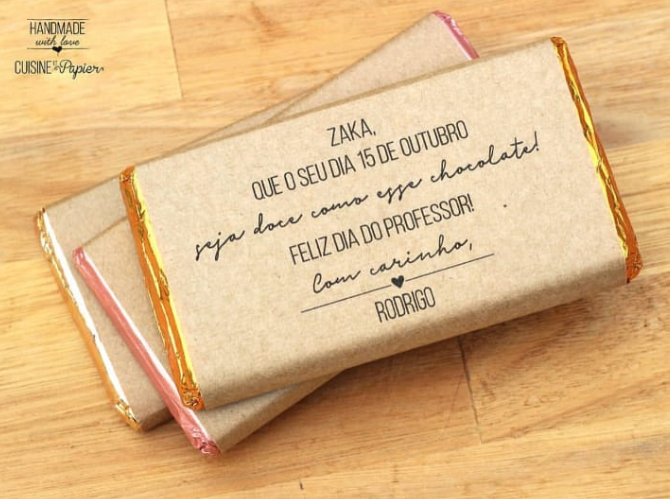 HANDMADE
with love
CUISINE ET Papier
ZAKA,
QUE O SEU DIA 15 DE OUTUBRO
seja doce como esse chocolate!
FELIZ DIA DO PROFESSOR!
Com carinho,
RODRIGO